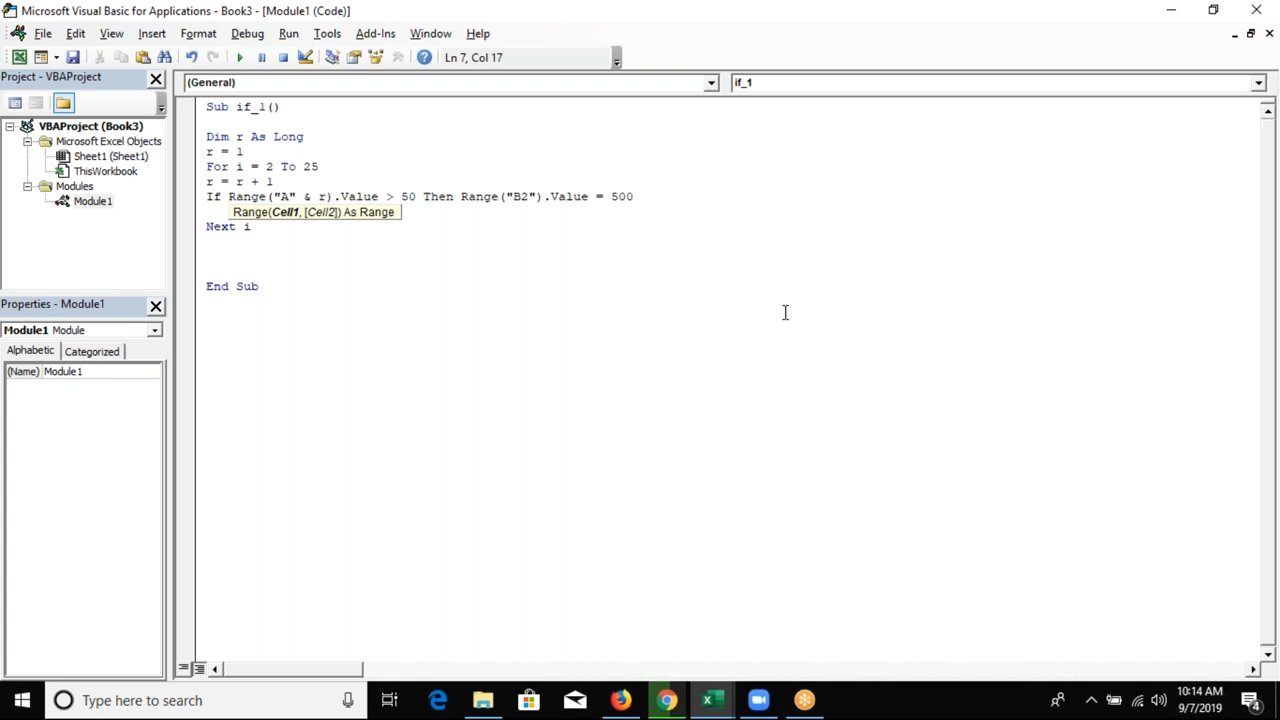 Microsoft Visual Basic for Applications - Book3 - [Module1 (Code)]
File Edit View Insert Format Debug Run Tools Add-Ins Window Help
Ln 7, Col 17
Project - VBAProject
(General)
if_1
VBAProject (Book3)
Microsoft Excel Objects
Sheet1 (Sheet1)
ThisWorkbook
Modules
Module1
Properties - Module1
Module1 Module
Alphabetic Categorized
(Name) Module1
Sub if_1()
Dim r As Long
r = 1
For i = 2 To 25
r = r + 1
If Range("A" & r).Value > 50 Then Range("B2").Value = 500
Range(Cell1, [Cell2]) As Range
Next i
End Sub
Type here to search
10:14 AM
9/7/2019
4